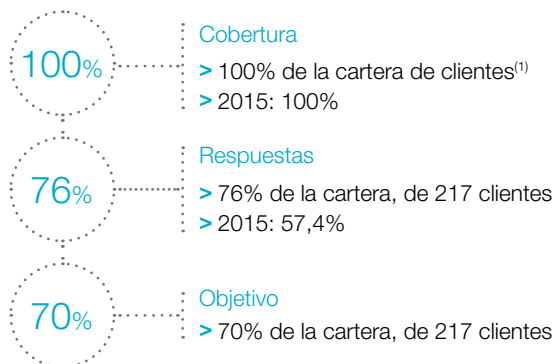 100%
Cobertura
> 100% de la cartera de clientes(1)
> 2015: 100%
76%
Respuestas
> 76% de la cartera, de 217 clientes
> 2015: 57,4%
70%
Objetivo
> 70% de la cartera, de 217 clientes